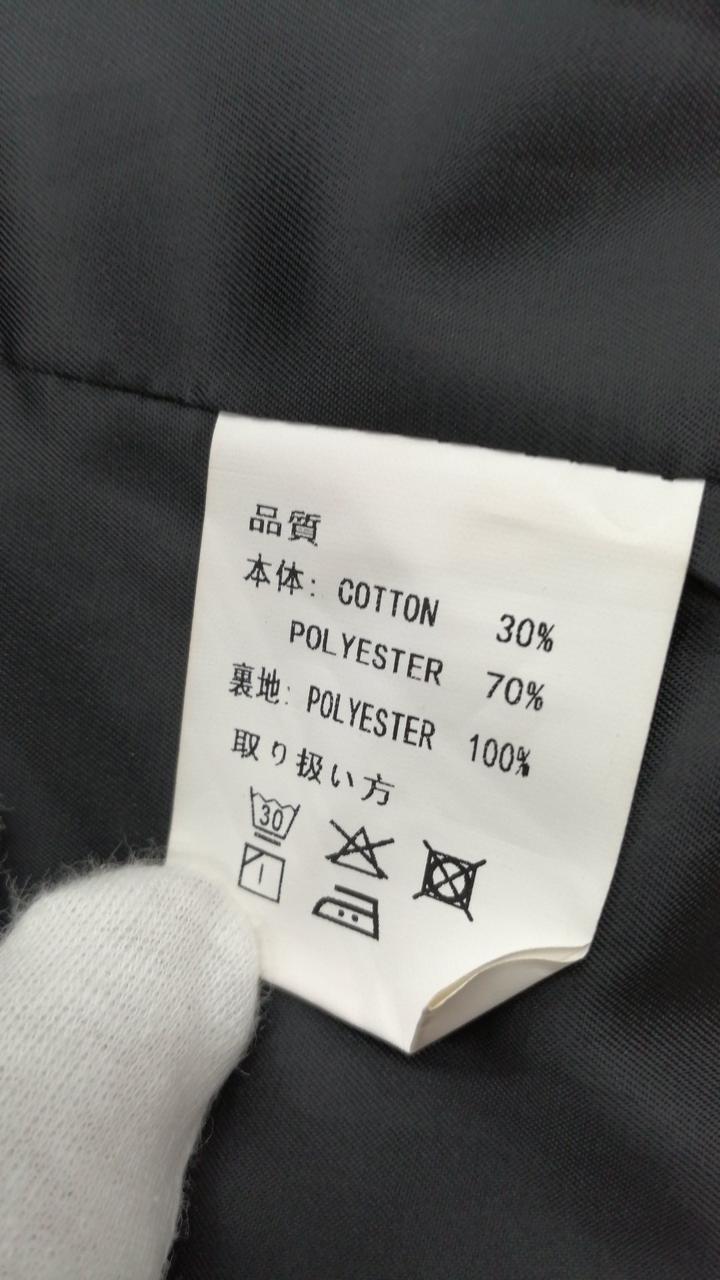 品質
本体: COTTON 30%
POLYESTER 70%
裏地: POLYESTER 100%
取り扱い方
30